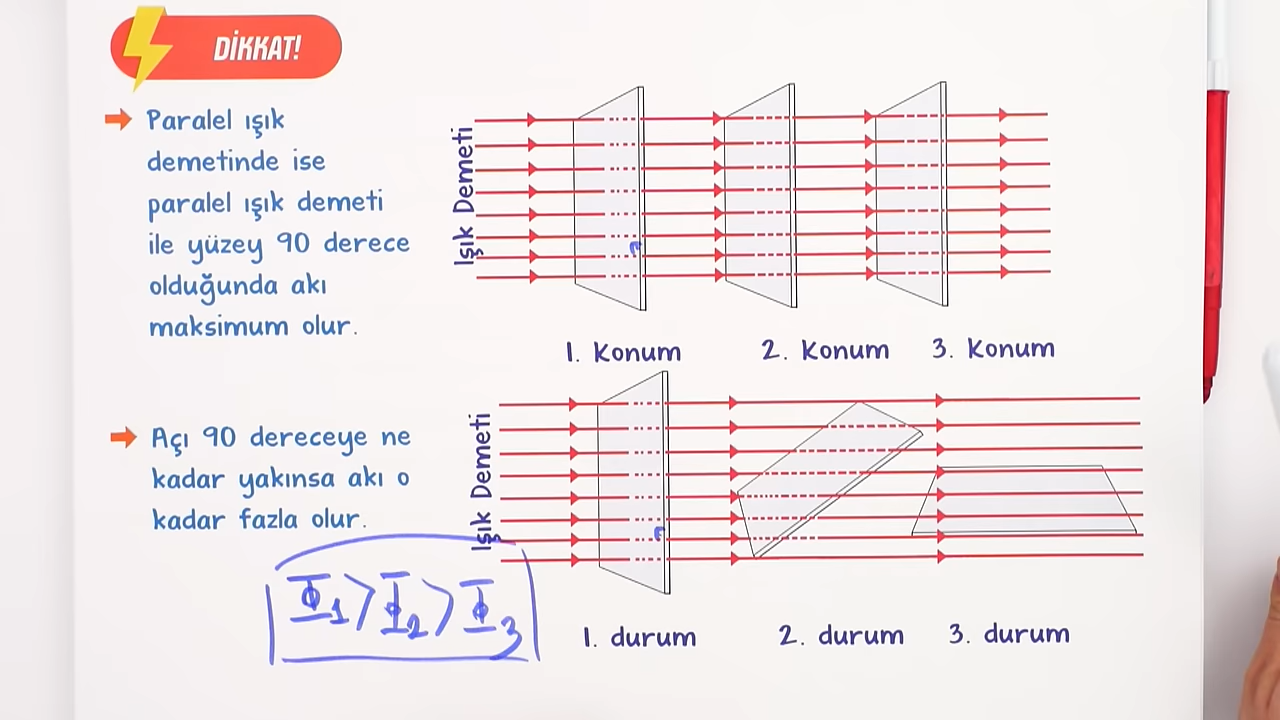 DİKKAT!
Paralel ışık
demetinde ise
paralel ışık demeti
ile yüzey 90 derece
olduğunda akı
maksimum olur.
Işık Demeti
1. Konum
2. Konum
3. Konum
Açı 90 dereceye ne
kadar yakınsa akı o
kadar fazla olur.
Işık Demeti
Φ1 > Φ2 > Φ3
1. durum
2. durum
3. durum